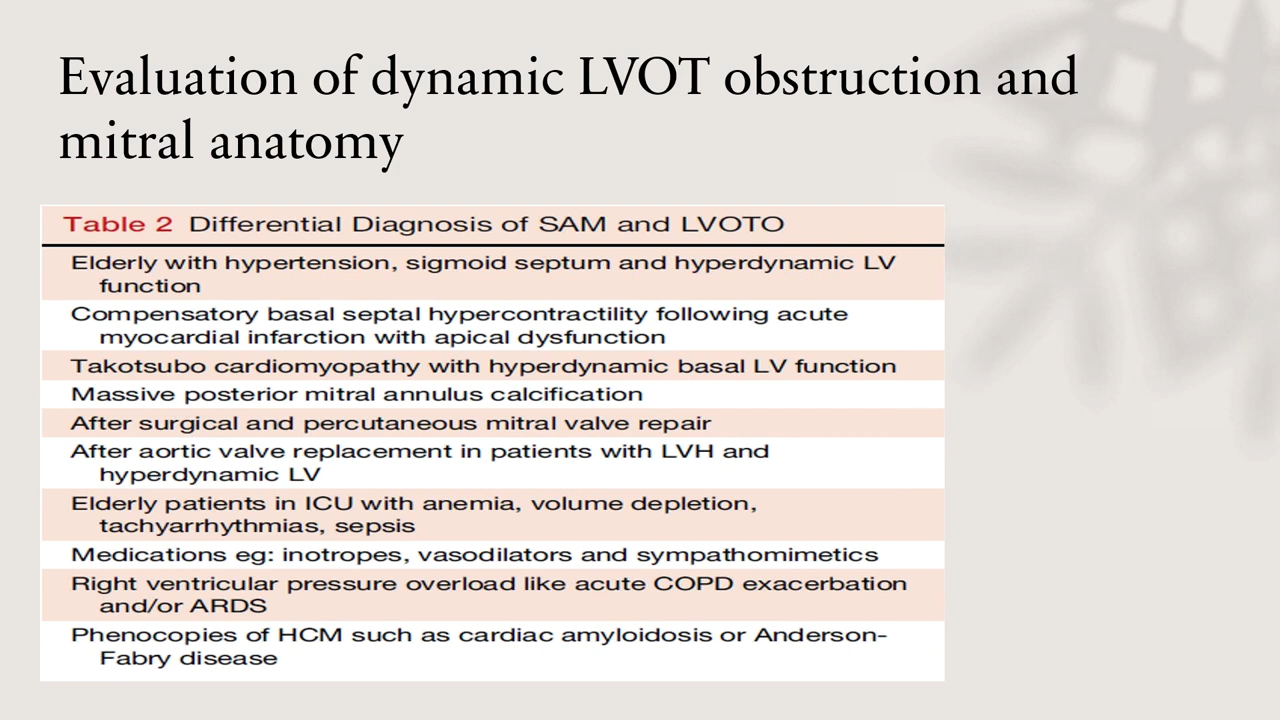 Evaluation of dynamic LVOT obstruction and
mitral anatomy
Table 2 Differential Diagnosis of SAM and LVOTO
Elderly with hypertension, sigmoid septum and hyperdynamic LV
function
Compensatory basal septal hypercontractility following acute
myocardial infarction with apical dysfunction
Takotsubo cardiomyopathy with hyperdynamic basal LV function
Massive posterior mitral annulus calcification
After surgical and percutaneous mitral valve repair
After aortic valve replacement in patients with LVH and
hyperdynamic LV
Elderly patients in ICU with anemia, volume depletion,
tachyarrhythmias, sepsis
Medications eg: inotropes, vasodilators and sympathomimetics
Right ventricular pressure overload like acute COPD exacerbation
and/or ARDS
Phenocopies of HCM such as cardiac amyloidosis or Anderson-
Fabry disease